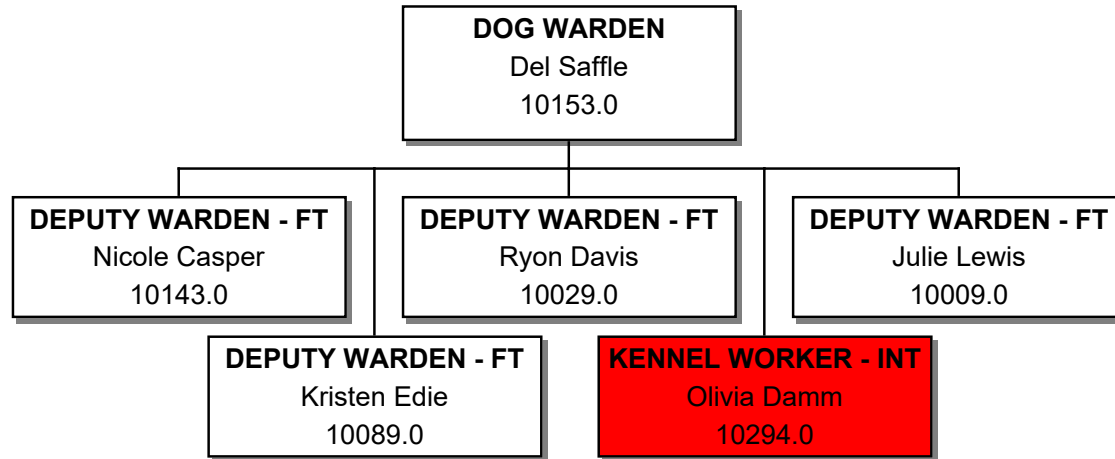 DOG WARDEN
Del Saffle
10153.0
DEPUTY WARDEN - FT
Nicole Casper
10143.0
DEPUTY WARDEN - FT
Ryon Davis
10029.0
DEPUTY WARDEN - FT
Julie Lewis
10009.0
DEPUTY WARDEN - FT
Kristen Edie
10089.0
KENNEL WORKER - INT
Olivia Damm
10294.0